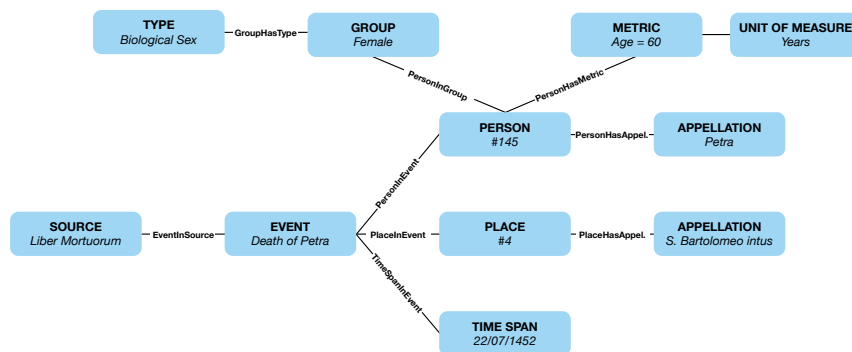 TYPE
Biological Sex
GroupHasType
GROUP
Female
METRIC
Age = 60
UNIT OF MEASURE
Years
PersonInGroup
PersonHasMetric
PERSON
#145
PersonHasAppel.
APPELLATION
Petra
PersonInEvent
SOURCE
Liber Mortuorum
EventInSource
EVENT
Death of Petra
PlaceInEvent
PLACE
#4
PlaceHasAppel.
APPELLATION
S. Bartolomeo intus
TimeSpanInEvent
TIME SPAN
22/07/1452